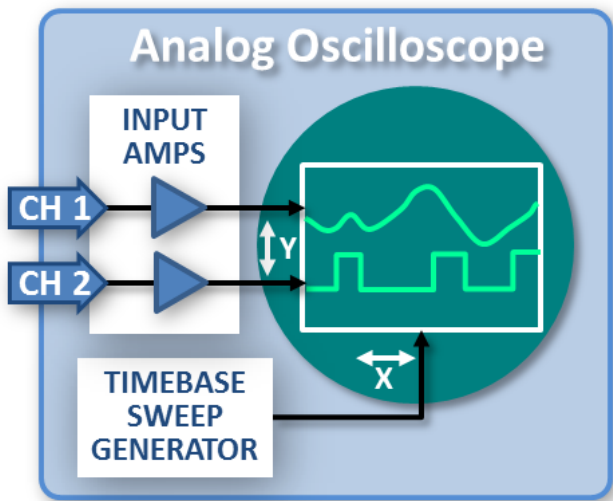 Analog Oscilloscope
INPUT
AMPS
CH 1
CH 2
Y
X
TIMEBASE
SWEEP
GENERATOR